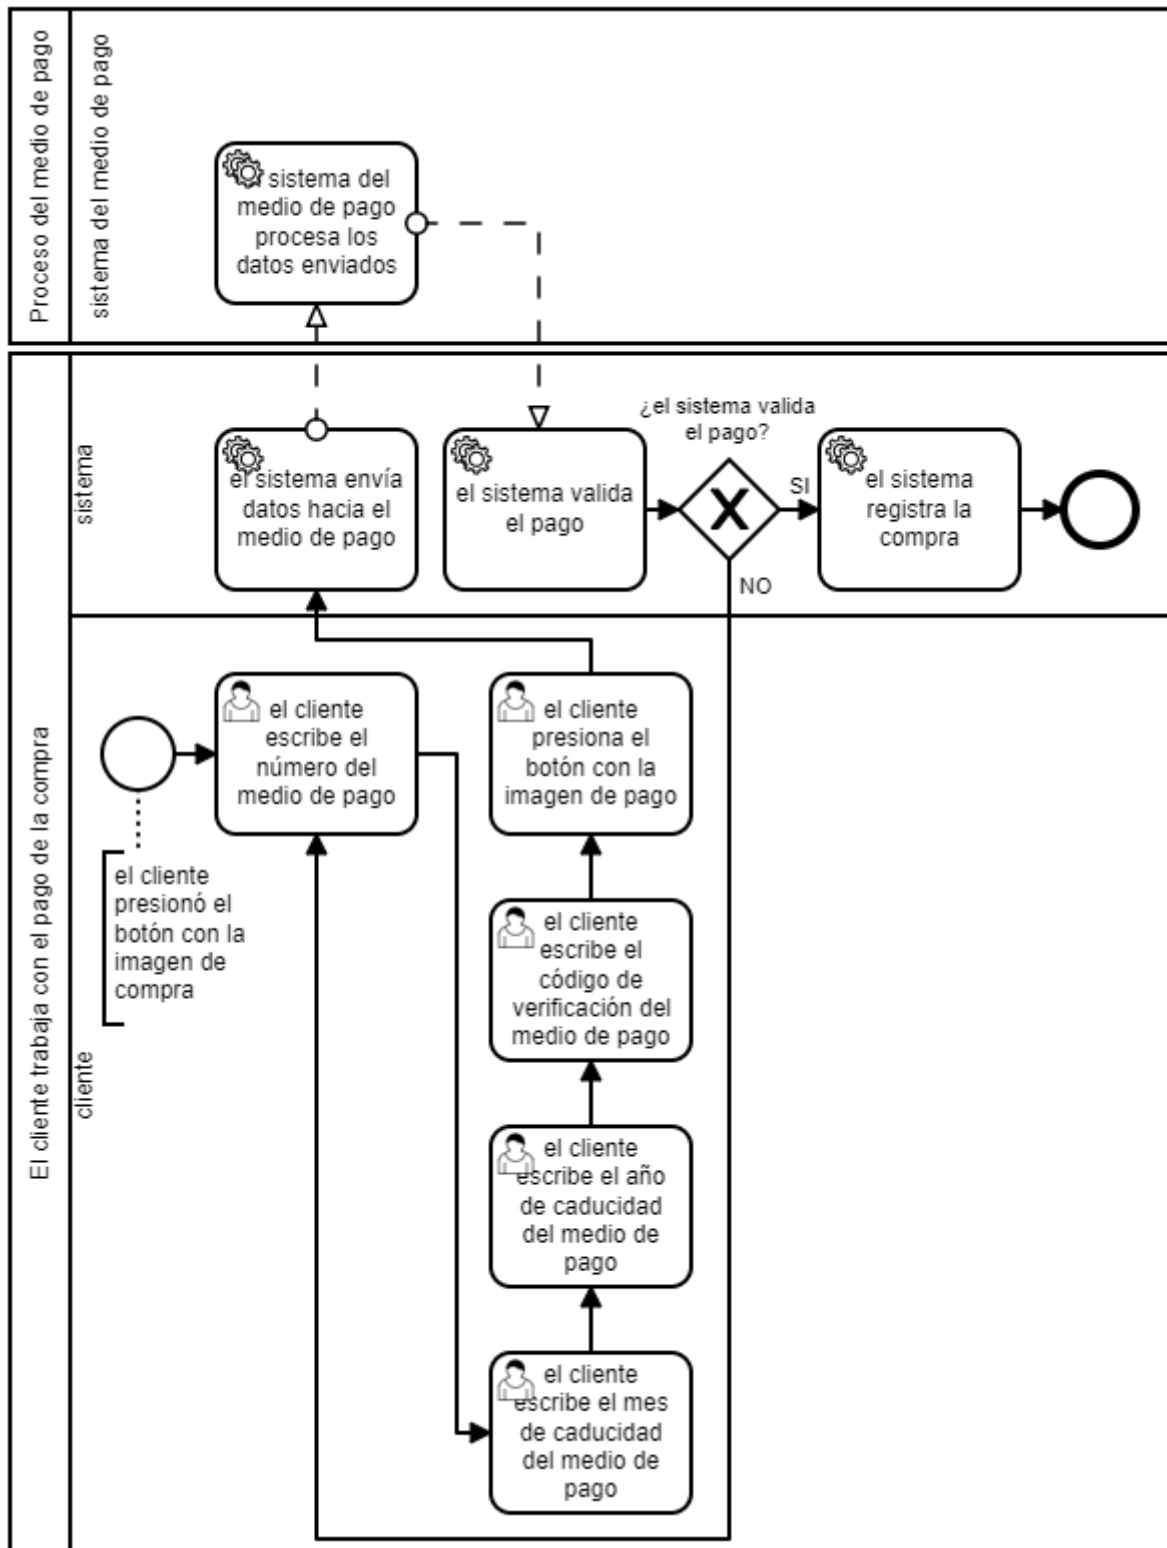 Proceso del medio de pago
sistema del medio de pago
sistema del
medio de pago
procesa los
datos enviados
El cliente trabaja con el pago de la compra
sistema
el sistema envía
datos hacia el
medio de pago
el sistema valida
el pago
¿el sistema valida
el pago?
SI
NO
el sistema
registra la
compra
cliente
el cliente
presionó el
botón con la
imagen de
compra
el cliente
escribe el
número del
medio de pago
el cliente
presiona el
botón con la
imagen de pago
el cliente
escribe el
código de
verificación del
medio de pago
el cliente
escribe el año
de caducidad
del medio de
pago
el cliente
escribe el mes
de caducidad
del medio de
pago